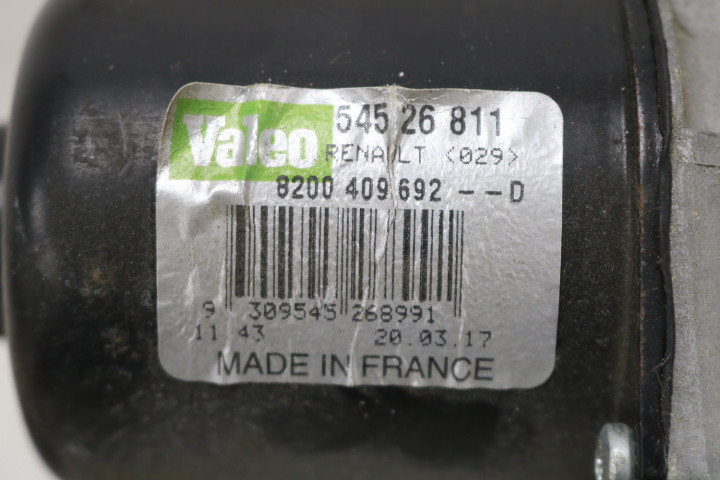 Valeo 545 26 811
RENAULT <029>
8200 409 692 -- D
9 309545 268991
11 43 20.03.17
MADE IN FRANCE